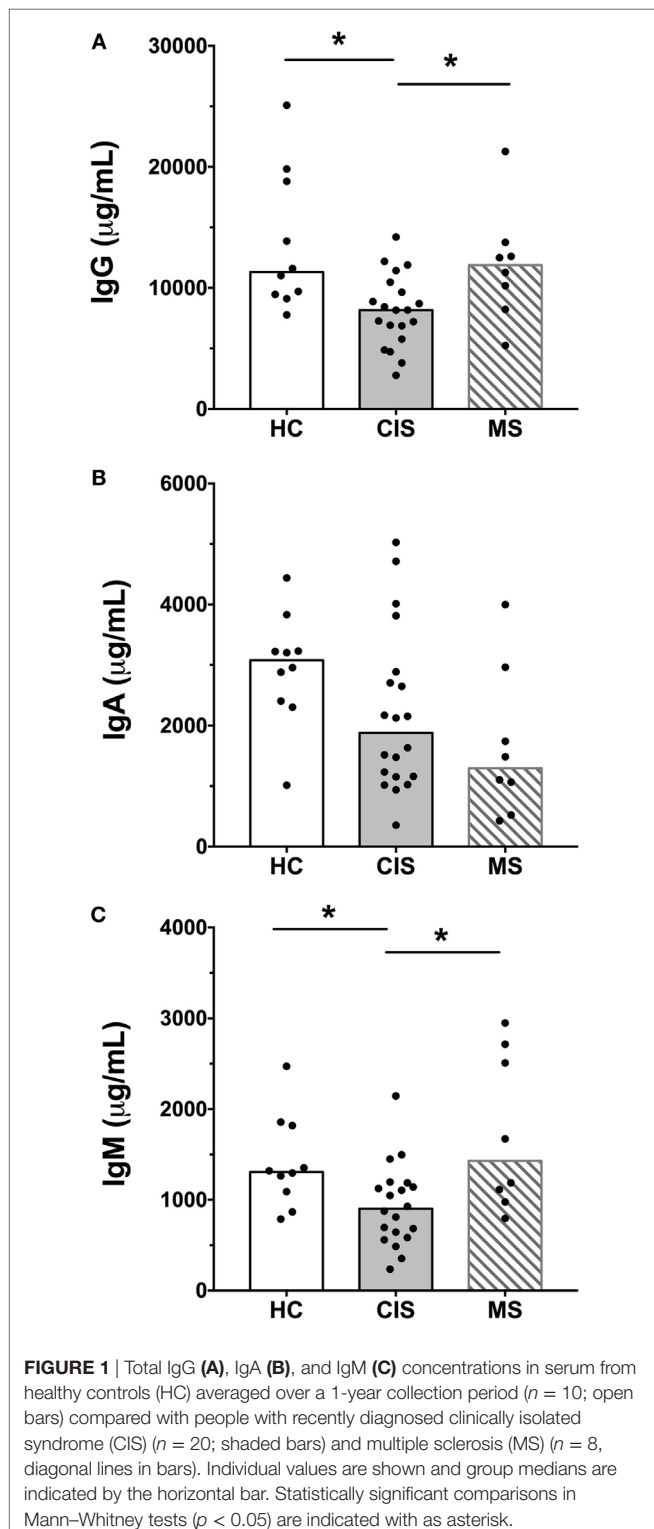 A
*
*
30000
20000
10000
0
IgG (μg/mL)
HC
CIS
MS
B
6000
4000
2000
0
IgA (μg/mL)
HC
CIS
MS
C
*
*
4000
3000
2000
1000
0
IgM (μg/mL)
HC
CIS
MS
FIGURE 1 | Total IgG (A), IgA (B), and IgM (C) concentrations in serum from
healthy controls (HC) averaged over a 1-year collection period (n = 10; open
bars) compared with people with recently diagnosed clinically isolated
syndrome (CIS) (n = 20; shaded bars) and multiple sclerosis (MS) (n = 8,
diagonal lines in bars). Individual values are shown and group medians are
indicated by the horizontal bar. Statistically significant comparisons in
Mann–Whitney tests (p < 0.05) are indicated with as asterisk.